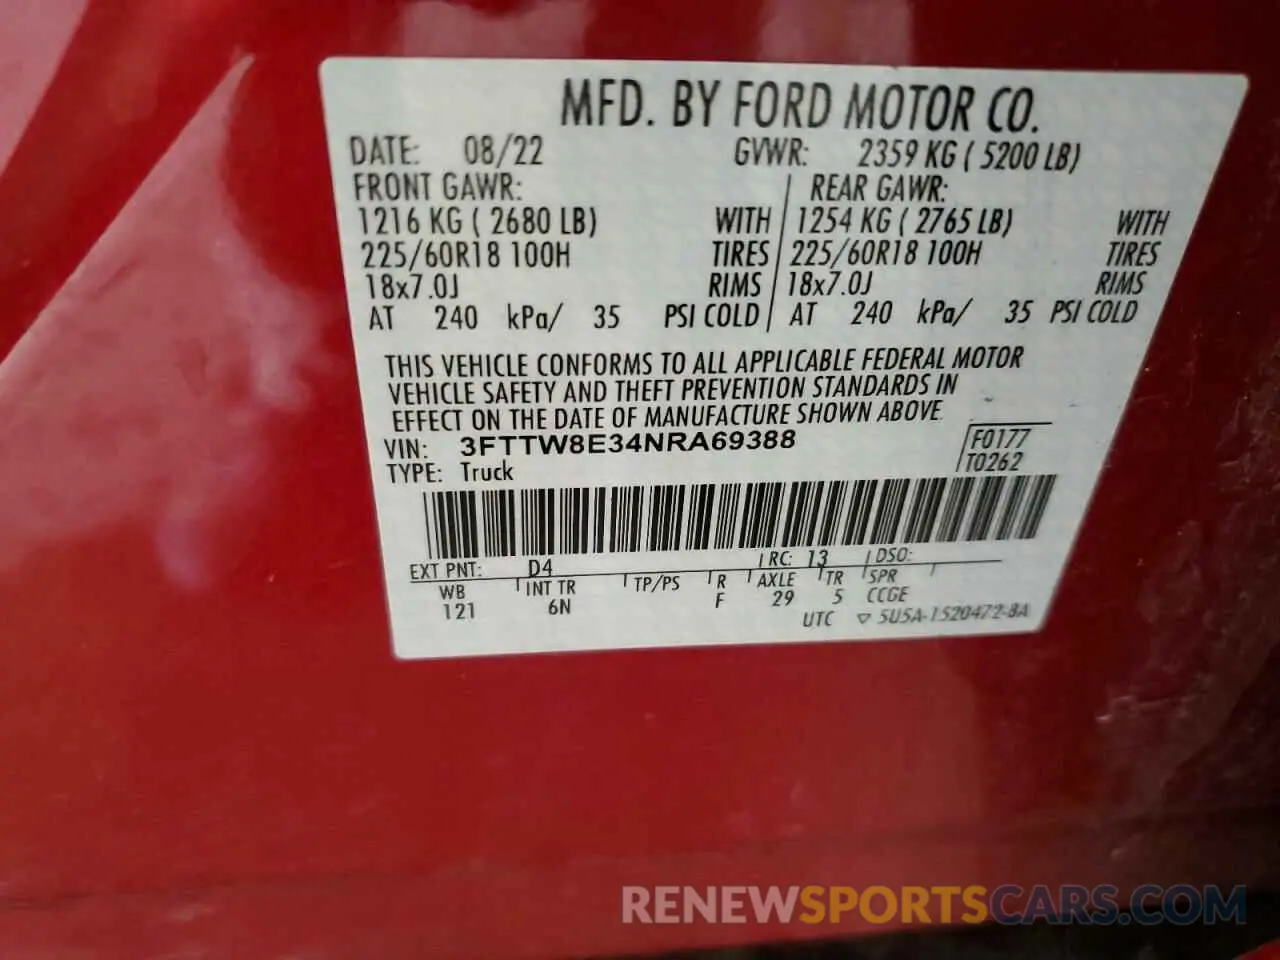 MFD. BY FORD MOTOR CO.
DATE: 08/22 GVWR: 2359 KG ( 5200 LB)
FRONT GAWR: REAR GAWR:
1216 KG ( 2680 LB) WITH 1254 KG ( 2765 LB) WITH
225/60R18 100H TIRES 225/60R18 100H TIRES
18x7.0J RIMS 18x7.0J RIMS
AT 240 kPa/ 35 PSI COLD AT 240 kPa/ 35 PSI COLD
THIS VEHICLE CONFORMS TO ALL APPLICABLE FEDERAL MOTOR
VEHICLE SAFETY AND THEFT PREVENTION STANDARDS IN
EFFECT ON THE DATE OF MANUFACTURE SHOWN ABOVE
VIN: 3FTTW8E34NRA69388 F0177
TYPE: Truck T0262
EXT PNT: D4 RC: 13 DSO:
WB INT TR TP/PS R AXLE TR SPR
121 6N F 29 5 CCGE
UTC ▽ 5U5A-1520472-BA
RENEWSPORTSCARS.COM